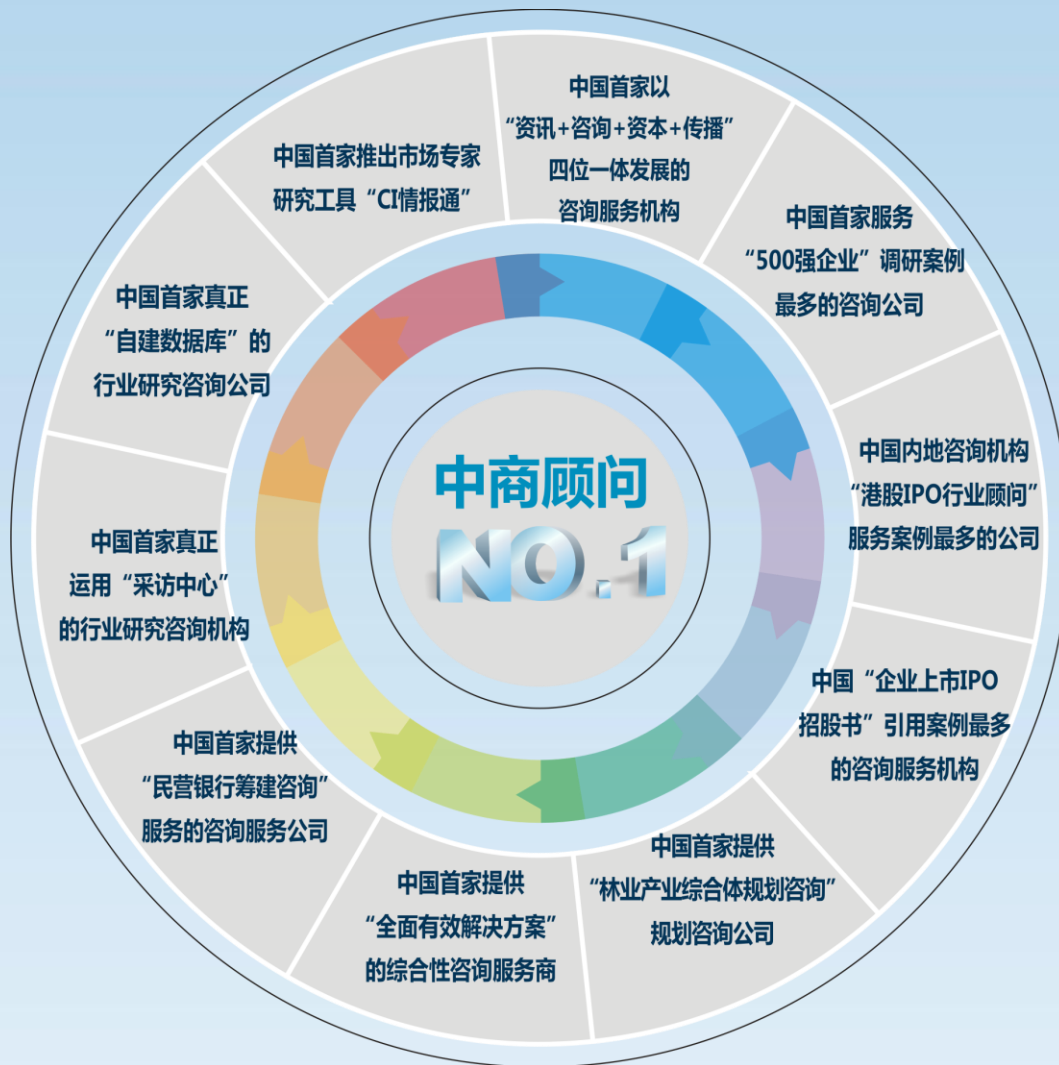 中国首家以
“资讯+咨询+资本+传播”
四位一体发展的
咨询服务机构
中国首家服务
“500强企业”调研案例
最多的咨询公司
中国内地咨询机构
“港股IPO行业顾问”
服务案例最多的公司
中国“企业上市IPO
招股书”引用案例最多
的咨询服务机构
中国首家提供
“林业产业综合体规划咨询”
规划咨询公司
中国首家提供
“全面有效解决方案”
的综合性咨询服务商
中国首家提供
“民营银行筹建咨询”
服务的咨询服务公司
中国首家真正
运用“采访中心”
的行业研究咨询机构
中国首家真正
“自建数据库”的
行业研究咨询公司
中国首家推出市场专家
研究工具“CI情报通”
中商顾问
NO.1